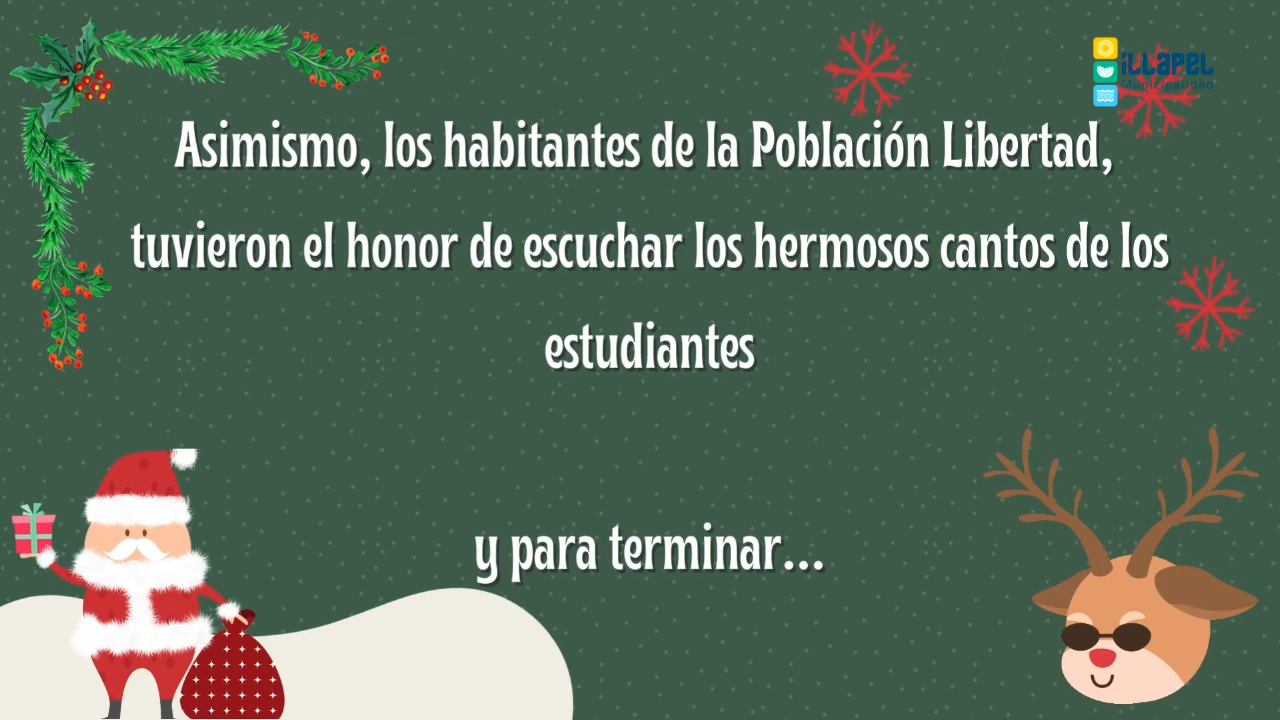 iLLaPEL
Municipalidad
Asimismo, los habitantes de la Población Libertad,
tuvieron el honor de escuchar los hermosos cantos de los
estudiantes
y para terminar...